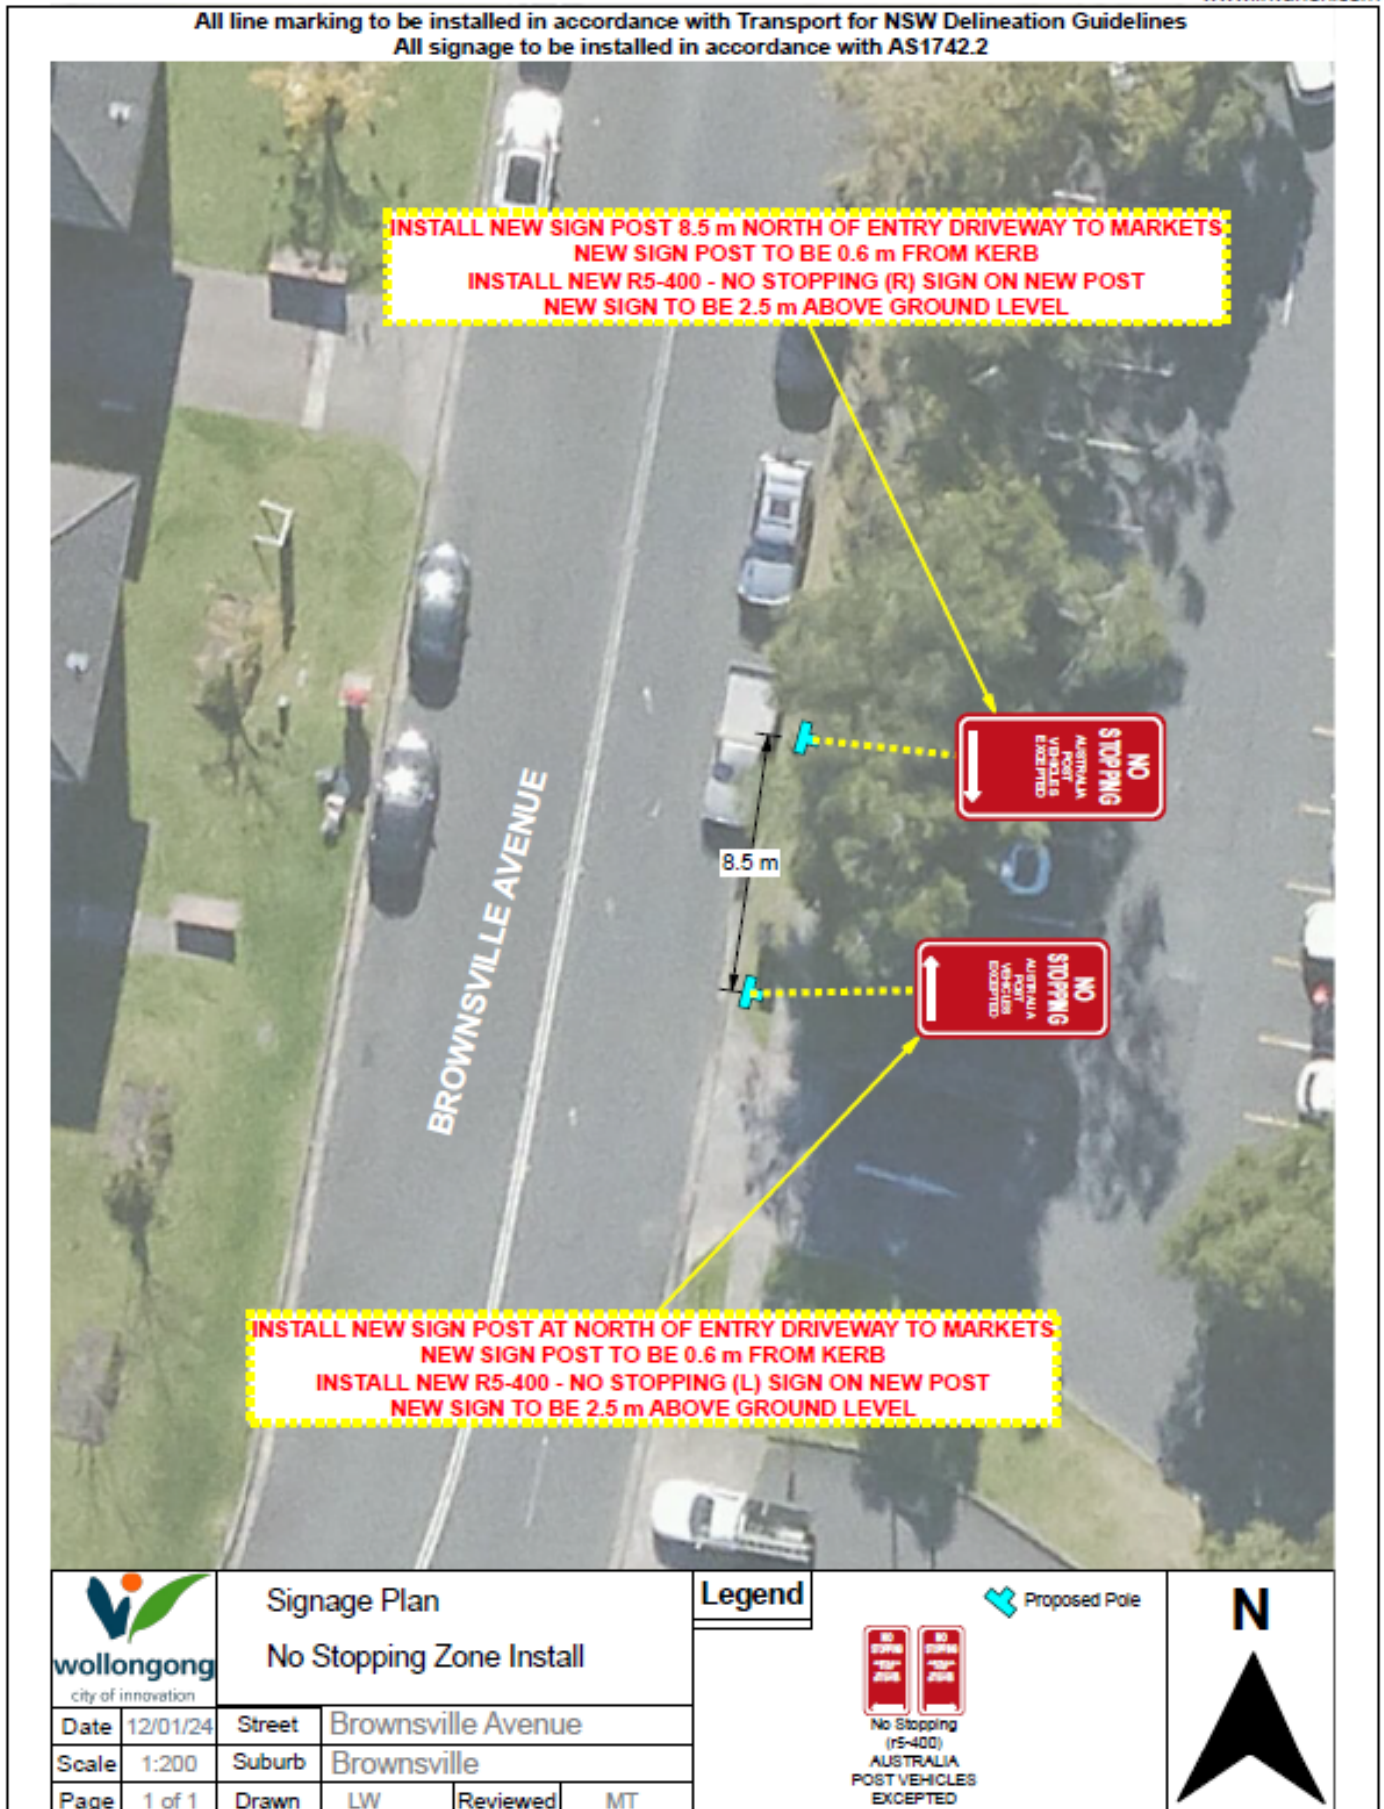 All line marking to be installed in accordance with Transport for NSW Delineation Guidelines
All signage to be installed in accordance with AS1742.2
INSTALL NEW SIGN POST 8.5 m NORTH OF ENTRY DRIVEWAY TO MARKETS
NEW SIGN POST TO BE 0.6 m FROM KERB
INSTALL NEW R5-400 - NO STOPPING (R) SIGN ON NEW POST
NEW SIGN TO BE 2.5 m ABOVE GROUND LEVEL
NO
STOPPING
AUSTRALIA
POST
VEHICLES
EXCEPTED
8.5 m
BROWNSVILLE AVENUE
NO
STOPPING
AUSTRALIA
POST
VEHICLES
EXCEPTED
INSTALL NEW SIGN POST AT NORTH OF ENTRY DRIVEWAY TO MARKETS
NEW SIGN POST TO BE 0.6 m FROM KERB
INSTALL NEW R5-400 - NO STOPPING (L) SIGN ON NEW POST
NEW SIGN TO BE 2.5 m ABOVE GROUND LEVEL
wollongong
city of innovation
Signage Plan
No Stopping Zone Install
Date 12/01/24 Street Brownsville Avenue
Scale 1:200 Suburb Brownsville
Page 1 of 1 Drawn LW Reviewed MT
Legend
Proposed Pole
No Stopping
(r5-400)
AUSTRALIA
POST VEHICLES
EXCEPTED
N